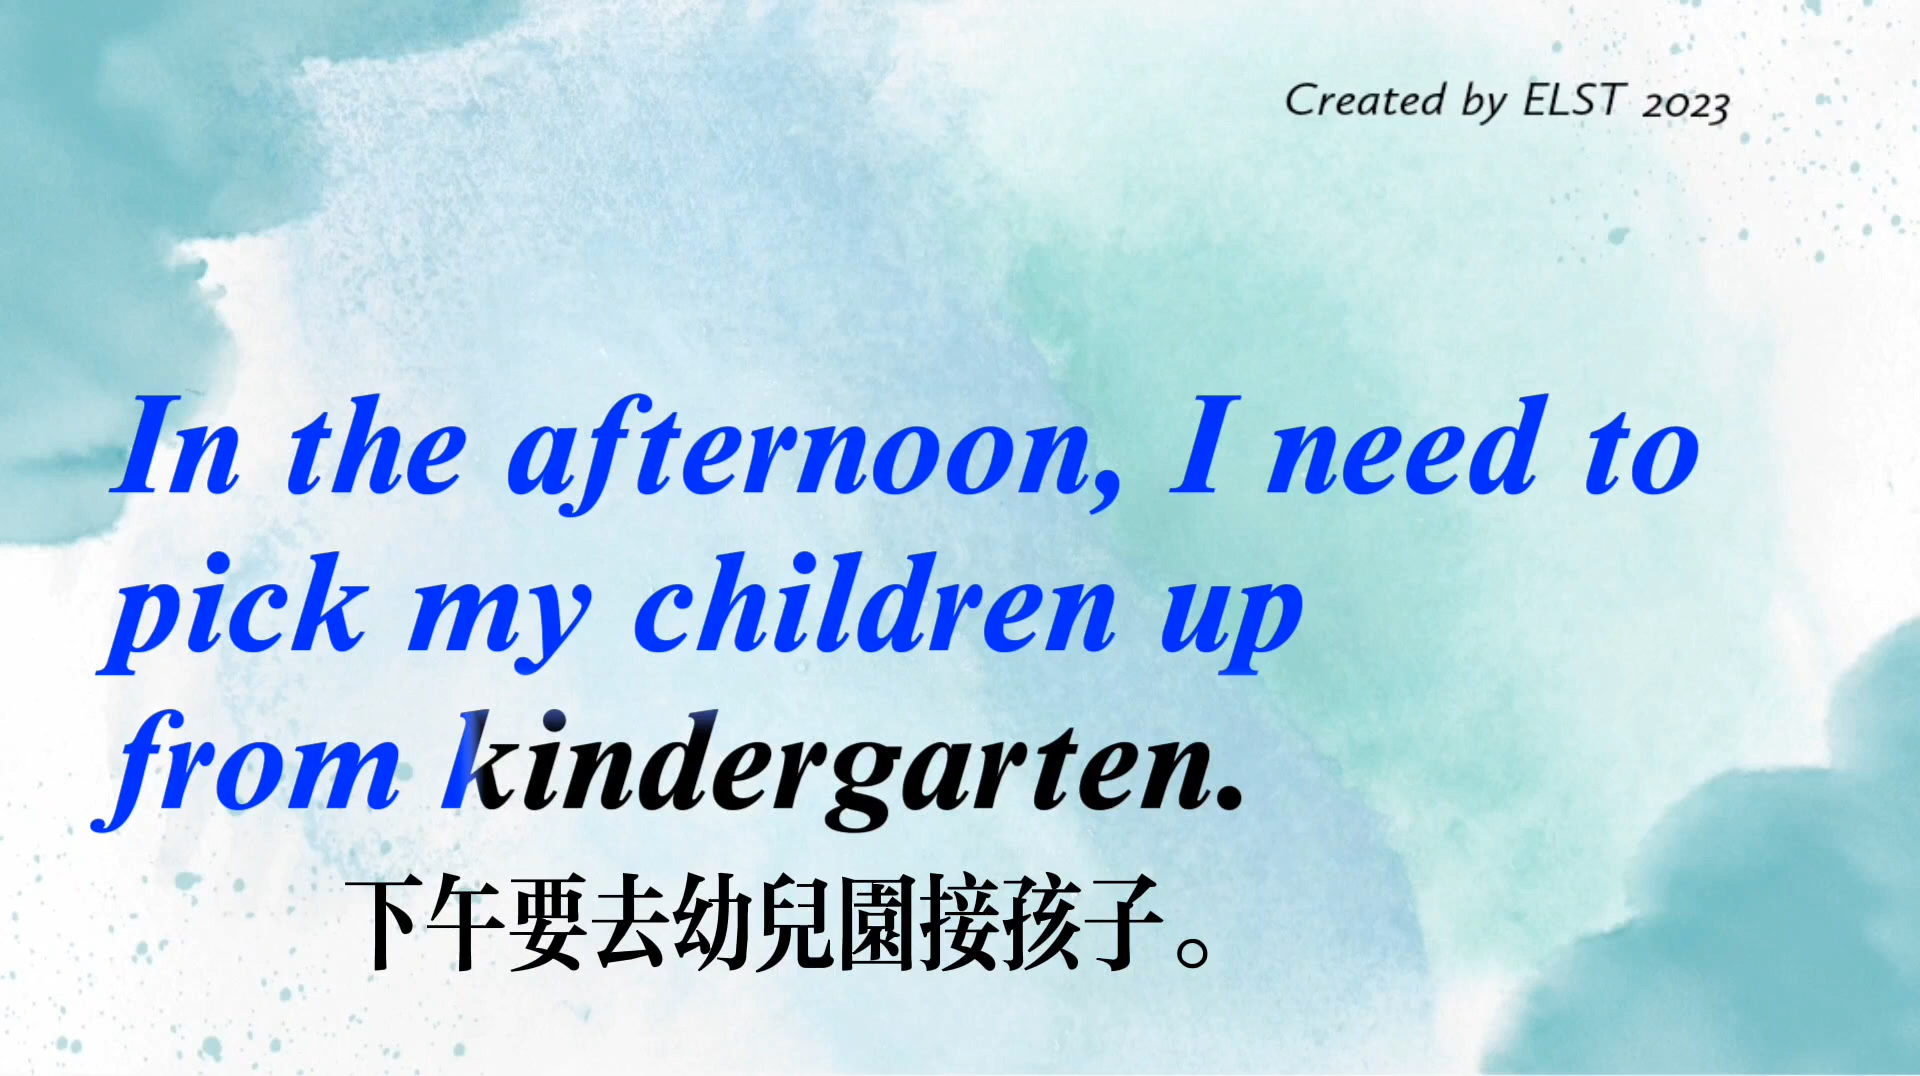 Created by ELST 2023
In the afternoon, I need to
pick my children up
from kindergarten.
下午要去幼兒園接孩子。